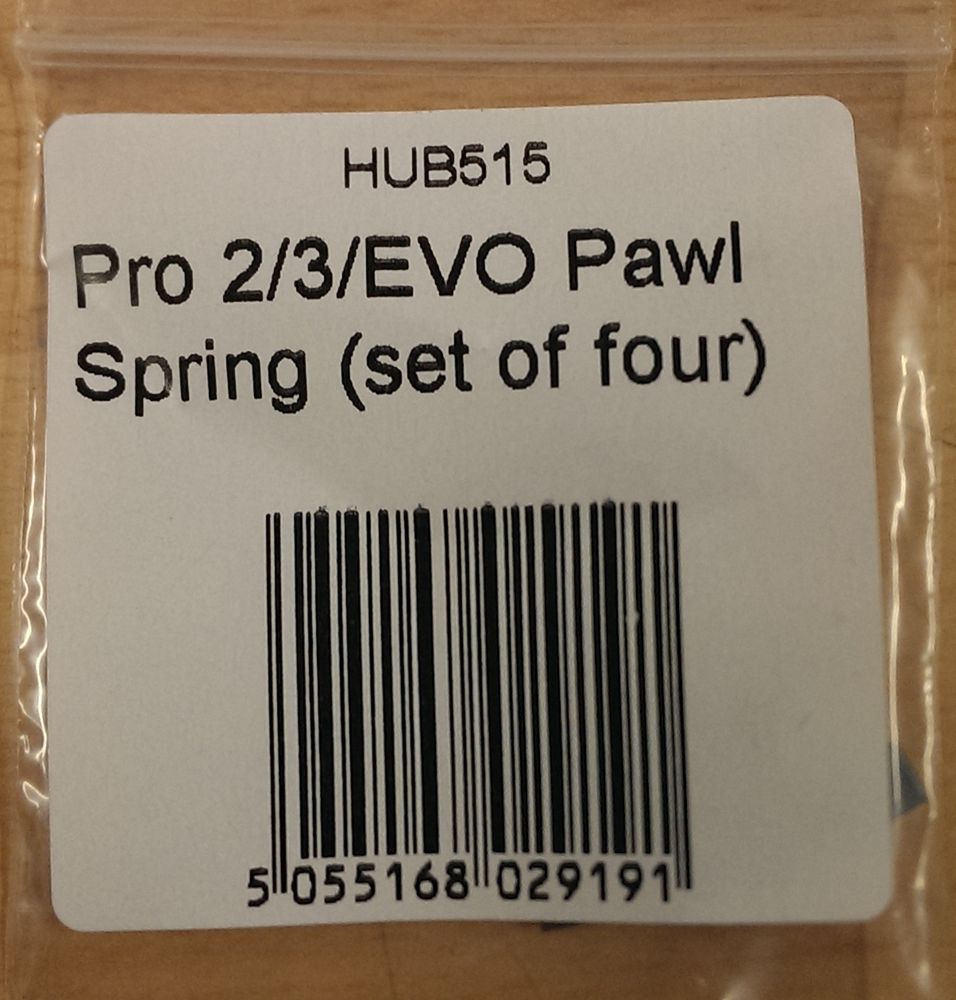 HUB515
Pro 2/3/EVO Pawl
Spring (set of four)
5 055168 029191